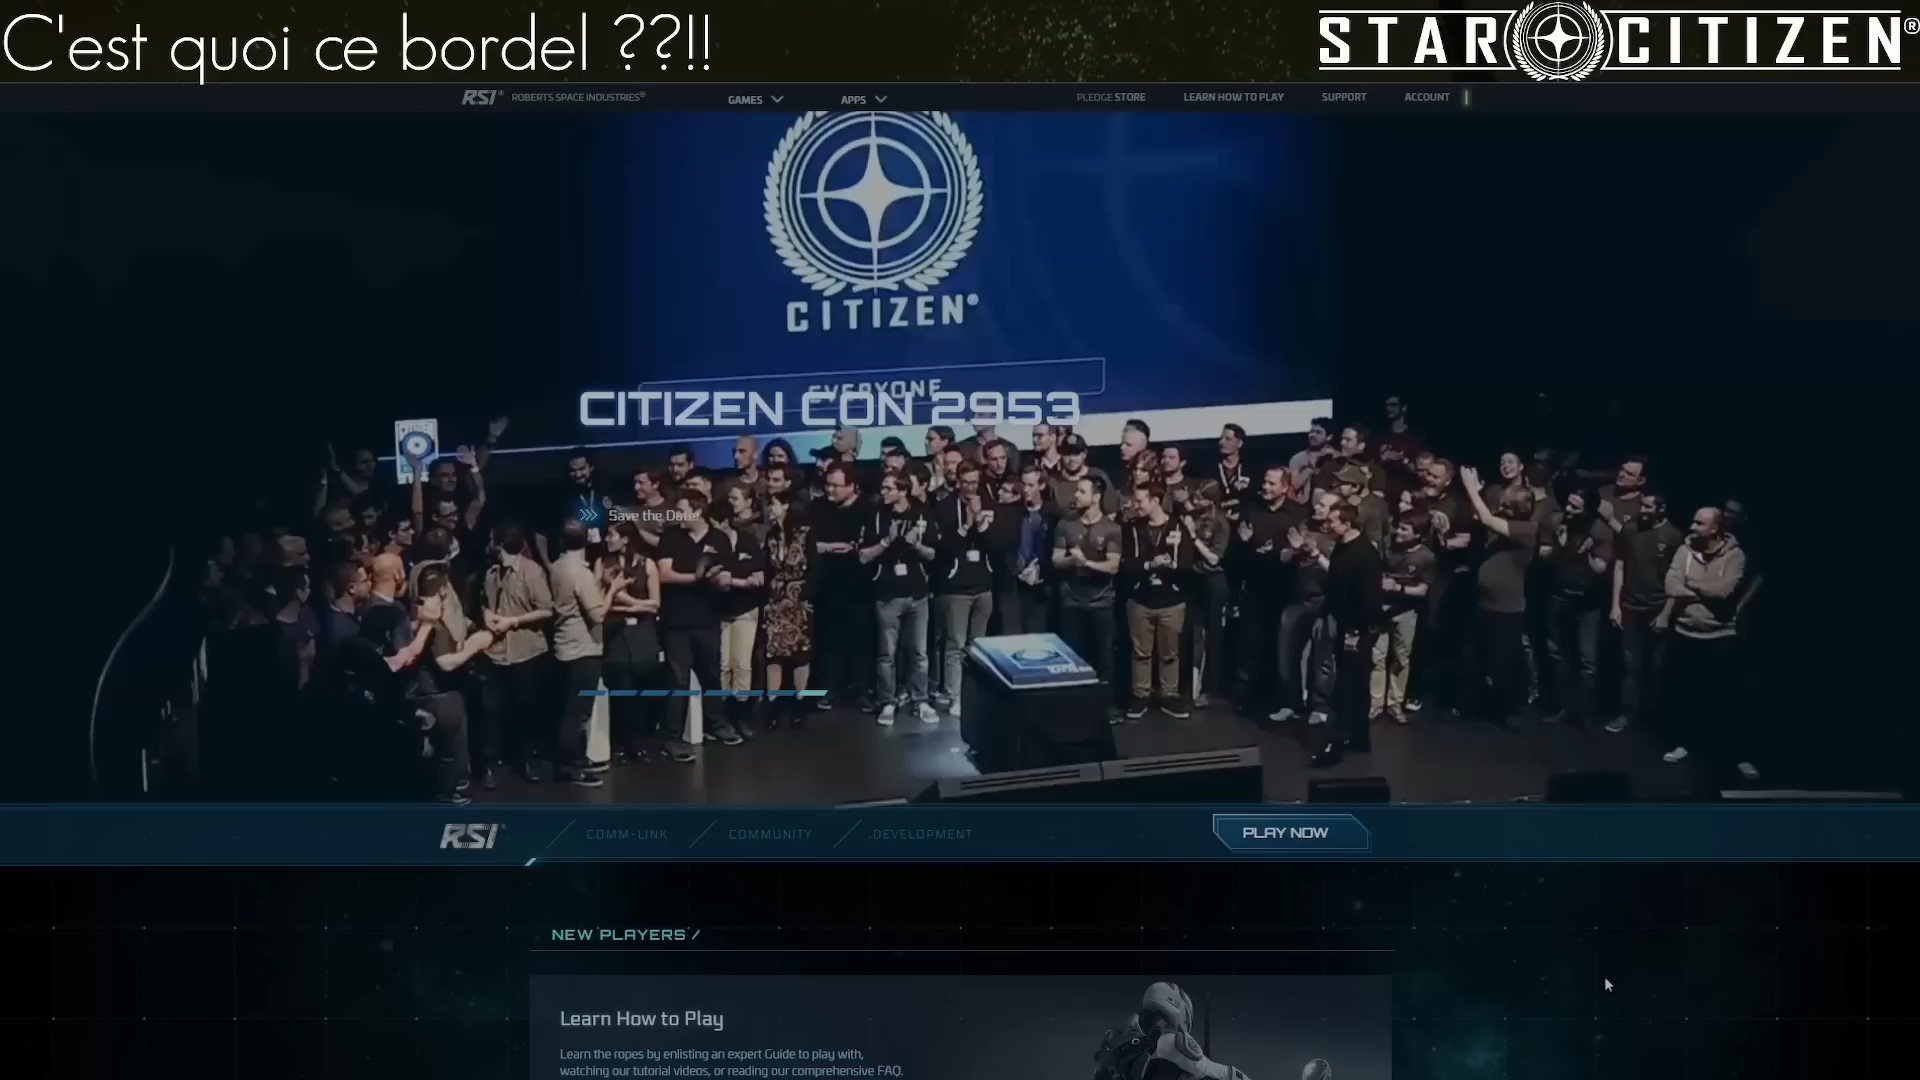 C'est quoi ce bordel ??!!
STAR CITIZEN®
RSI® ROBERTS SPACE INDUSTRIES®
GAMES
APPS
PLEDGE STORE
LEARN HOW TO PLAY
SUPPORT
ACCOUNT
CITIZEN®
EVERYONE
CITIZEN CON 2953
Save the Date!
RSI®
COMM-LINK
COMMUNITY
DEVELOPMENT
PLAY NOW
NEW PLAYERS /
Learn How to Play
Learn the ropes by enlisting an expert Guide to play with,
watching our tutorial videos, or reading our comprehensive FAQ.